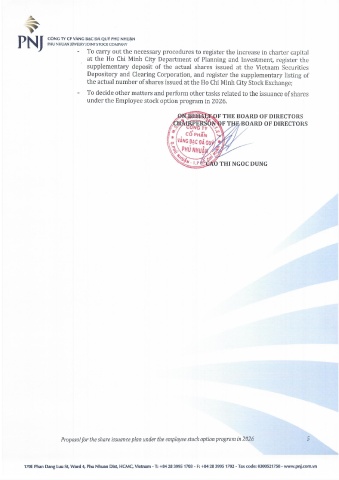 PNJ
CÔNG TY CP VÀNG BẠC ĐÁ QUÝ PHÚ NHUẬN
PHU NHUAN JEWELRY JOINT STOCK COMPANY
- To carry out the necessary procedures to register the increase in charter capital
at the Ho Chi Minh City Department of Planning and Investment, register the
supplementary deposit of the actual shares issued at the Vietnam Securities
Depository and Clearing Corporation, and register the supplementary listing of
the actual number of shares issued at the Ho Chi Minh City Stock Exchange;
- To decide other matters and perform other tasks related to the issuance of shares
under the Employee stock option program in 2026.
ON BEHALF OF THE BOARD OF DIRECTORS
CHAIRPERSON OF THE BOARD OF DIRECTORS
CÔNG TY
CỔ PHẦN
VÀNG BẠC ĐÁ QUÝ
PHÚ NHUẬN
CAO THI NGOC DUNG
Proposal for the share issuance plan under the employee stock option program in 2026
170E Phan Dang Luu St, Ward 3, Phu Nhuan Dist, HCMC, Vietnam - T: +84 28 3995 1703 - F: +84 28 3995 1702 - Tax code: 0300521758 - www.pnj.com.vn